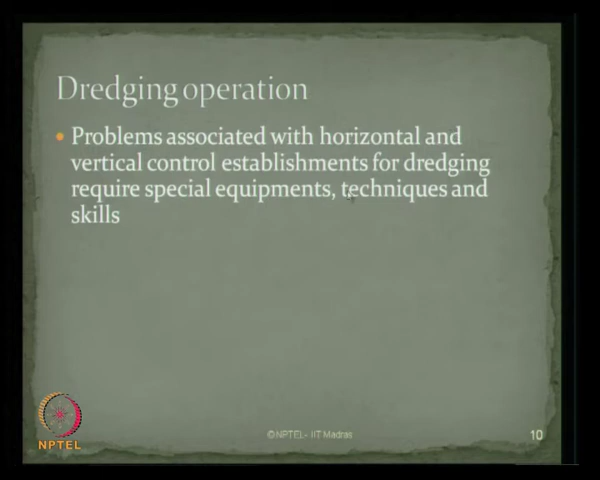 Dredging operation
• Problems associated with horizontal and
vertical control establishments for dredging
require special equipments, techniques and
skills
NPTEL
©NPTEL- IIT Madras
10